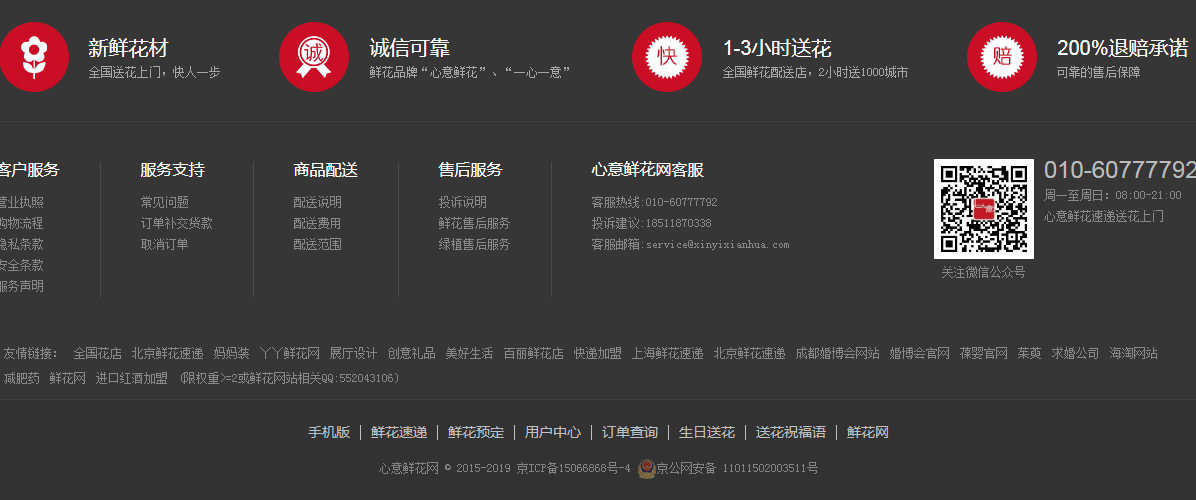 新鲜花材
全国送花上门，快人一步
诚
诚信可靠
鲜花品牌“心意鲜花”、“一心一意”
快
1-3小时送花
全国鲜花配送店，2小时送1000城市
赔
200%退赔承诺
可靠的售后保障
客户服务
营业执照
购物流程
隐私条款
安全条款
服务声明
服务支持
常见问题
订单补交货款
取消订单
商品配送
配送说明
配送费用
配送范围
售后服务
投诉说明
鲜花售后服务
绿植售后服务
心意鲜花网客服
客服热线:010-60777792
投诉建议:18511870338
客服邮箱:service@xinyixianhua.com
关注微信公众号
010-60777792
周一至周日：08:00-21:00
心意鲜花速递送花上门
友情链接： 全国花店 北京鲜花速递 妈妈装 丫丫鲜花网 展厅设计 创意礼品 美好生活 百丽鲜花店 快递加盟 上海鲜花速递 北京鲜花速递 成都婚博会网站 婚博会官网 葆婴官网 茱萸 求婚公司 海淘网站
减肥药 鲜花网 进口红酒加盟 (限权重>=2或鲜花网站相关QQ:552043106)
手机版 | 鲜花速递 | 鲜花预定 | 用户中心 | 订单查询 | 生日送花 | 送花祝福语 | 鲜花网
心意鲜花网 © 2015-2019 京ICP备15066868号-4 京公网安备 11011502003511号